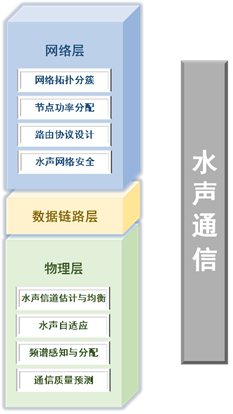 网络层
网络拓扑分簇
节点功率分配
路由协议设计
水声网络安全
数据链路层
物理层
水声信道估计与均衡
水声自适应
频谱感知与分配
通信质量预测
水声通信